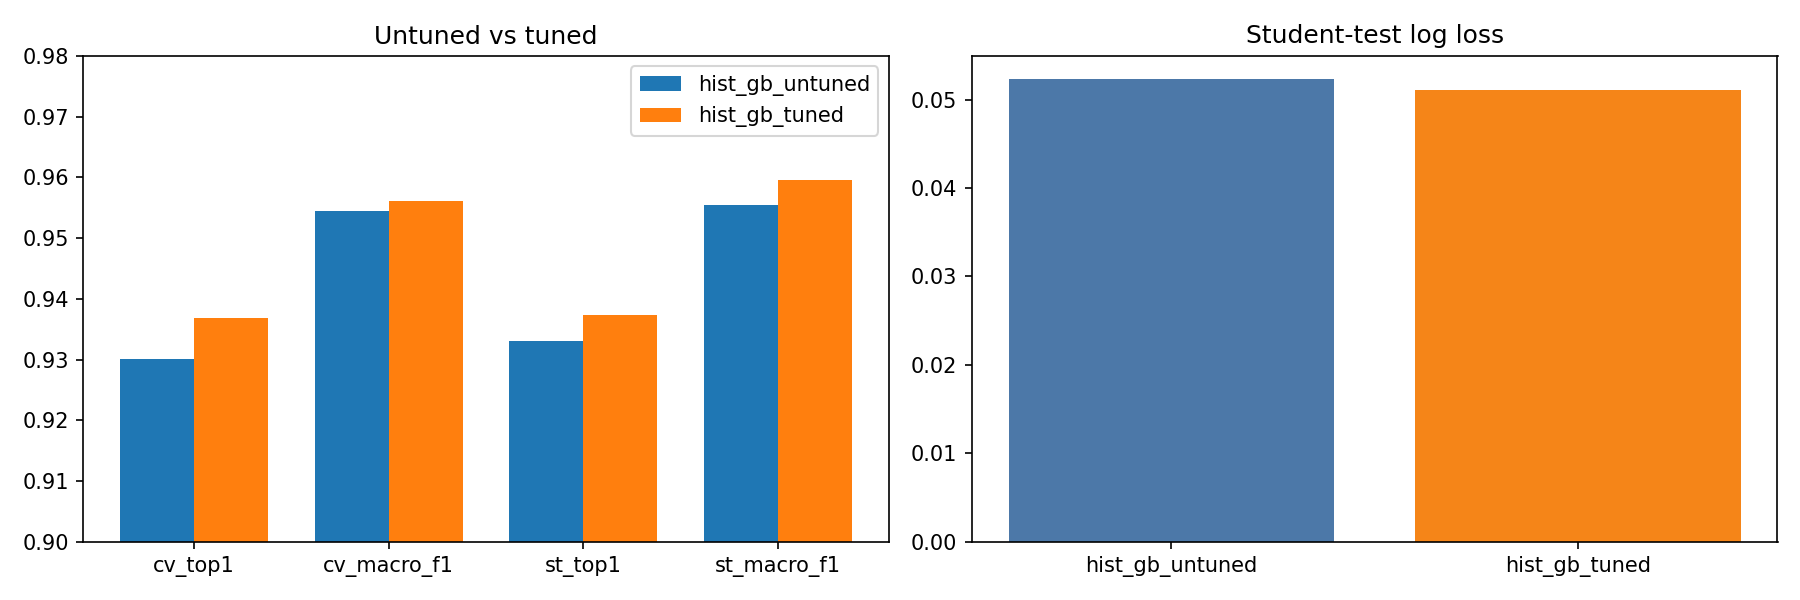 Untuned vs tuned
0.98
0.97
0.96
0.95
0.94
0.93
0.92
0.91
0.90
hist_gb_untuned
hist_gb_tuned
cv_top1
cv_macro_f1
st_top1
st_macro_f1
Student-test log loss
0.05
0.04
0.03
0.02
0.01
0.00
hist_gb_untuned
hist_gb_tuned